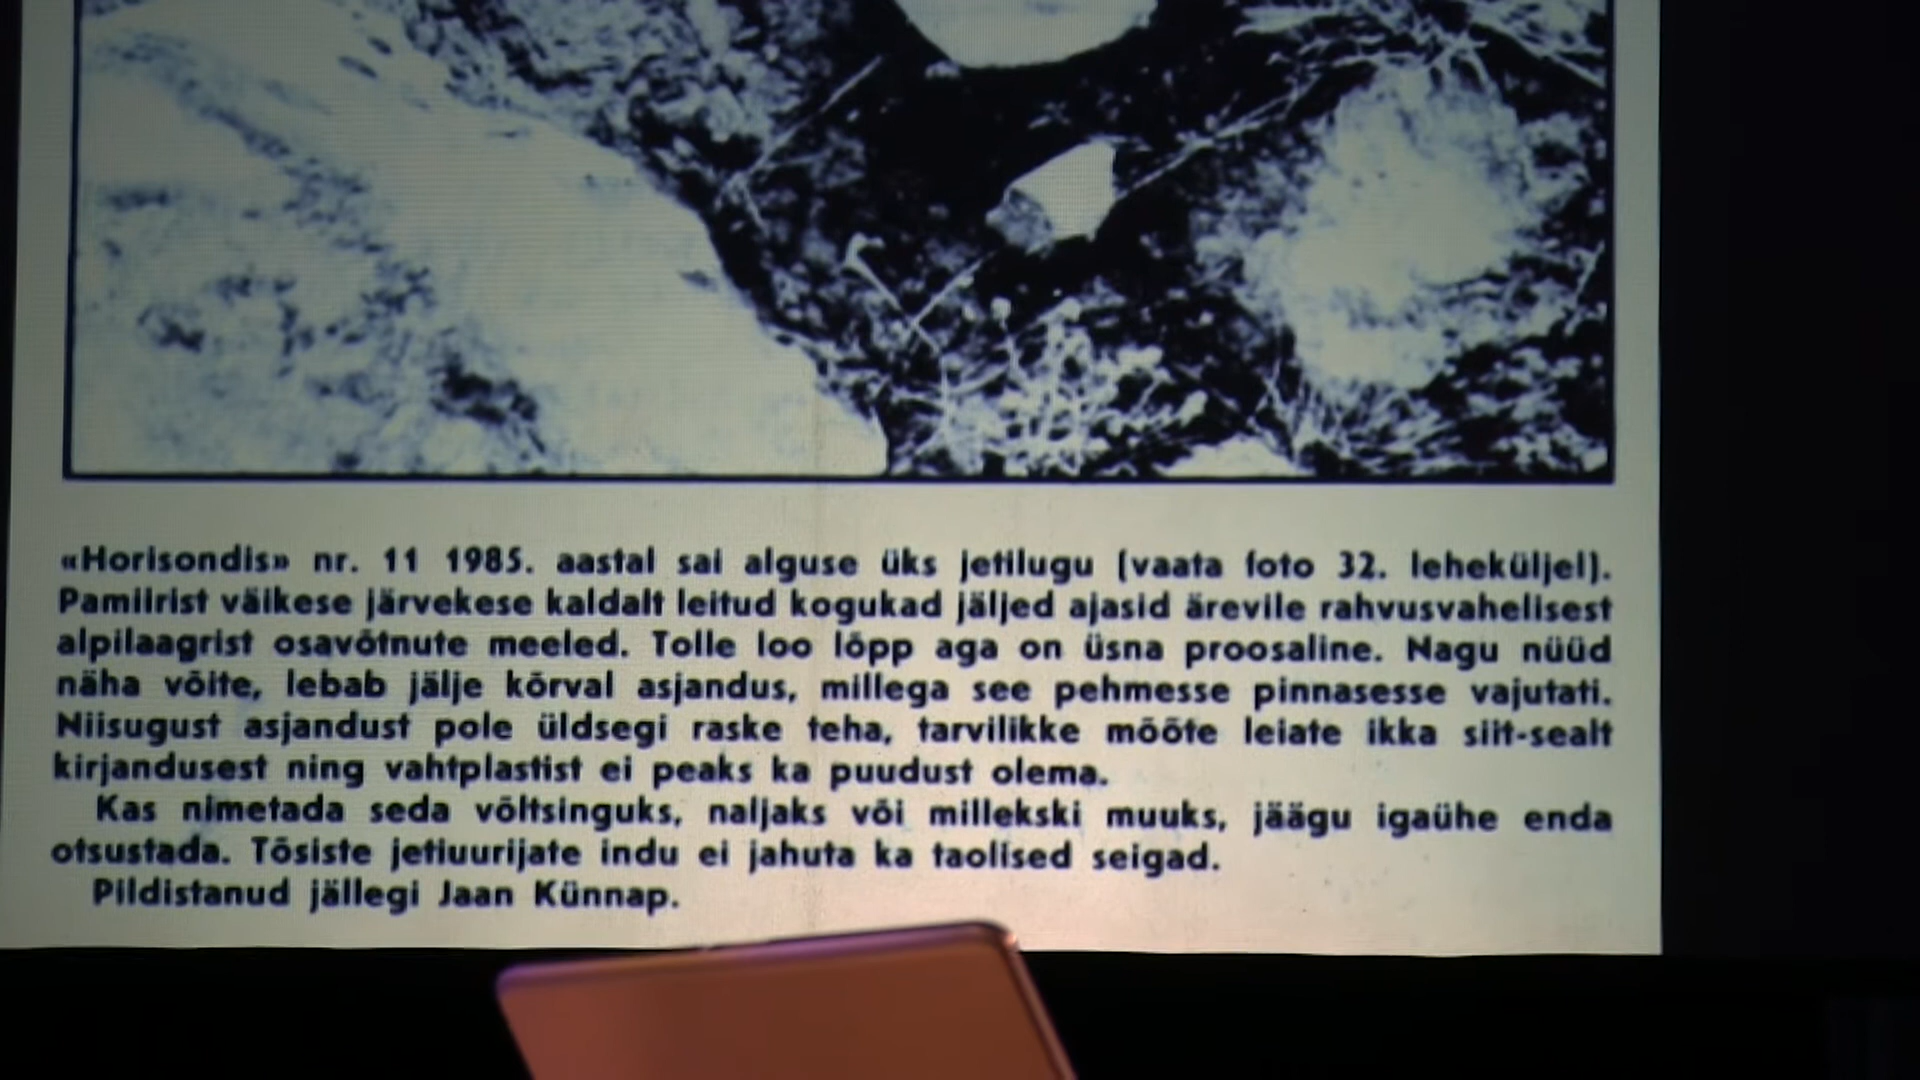 «Horisondis» nr. 11 1985. aastal sai alguse üks jetilugu (vaata foto 32. leheküljel).
Pamiirist väikese järvekese kaldalt leitud kogukad jäljed ajasid ärevile rahvusvahelisest
alpilaagrist osavõtnute meeled. Tolle loo lõpp aga on üsna proosaline. Nagu nüüd
näha võite, lebab jälje kõrval asjandus, millega see pehmesse pinnasesse vajutati.
Niisugust asjandust pole üldsegi raske teha, tarvilikke mõõte leiate ikka siit-sealt
kirjandusest ning vahtplastist ei peaks ka puudust olema.
Kas nimetada seda võltsinguks, naljaks või millekski muuks, jäägu igaühe enda
otsustada. Tõsiste jetiuurijate indu ei jahuta ka taolised seigad.
Pildistanud jällegi Jaan Künnap.